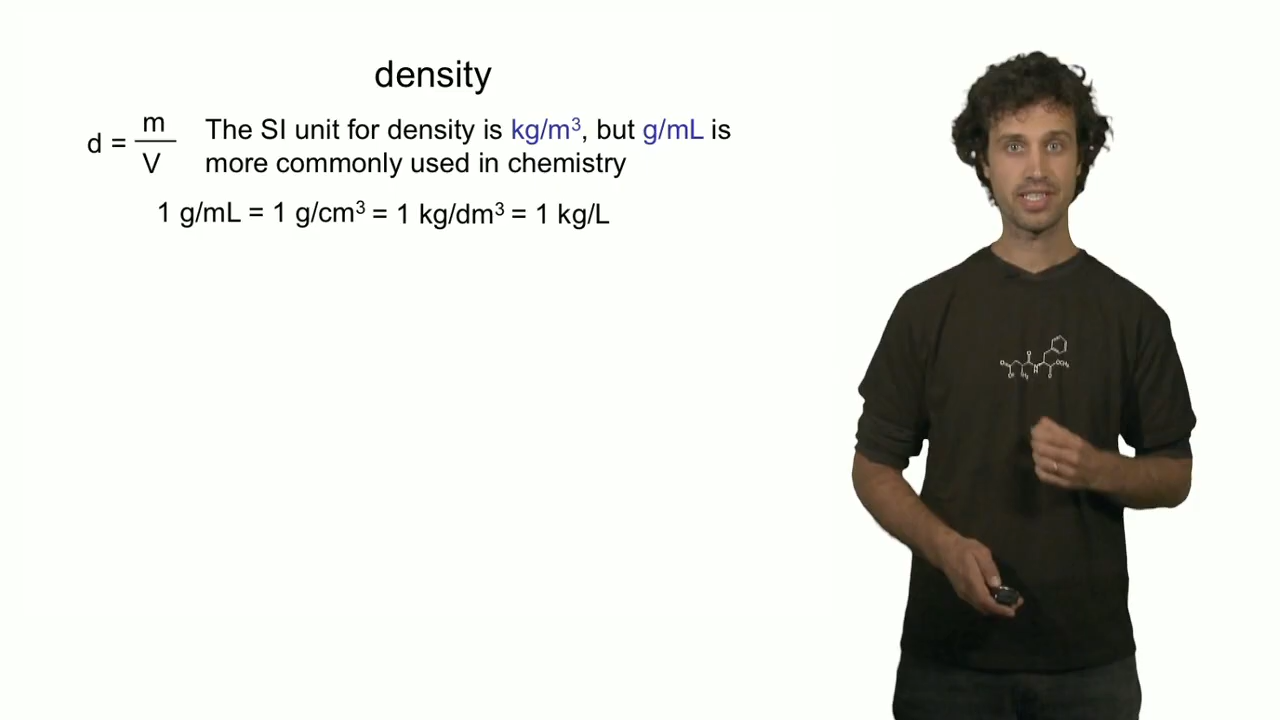 density
d = m/V
The SI unit for density is kg/m³, but g/mL is
more commonly used in chemistry
1 g/mL = 1 g/cm³ = 1 kg/dm³ = 1 kg/L